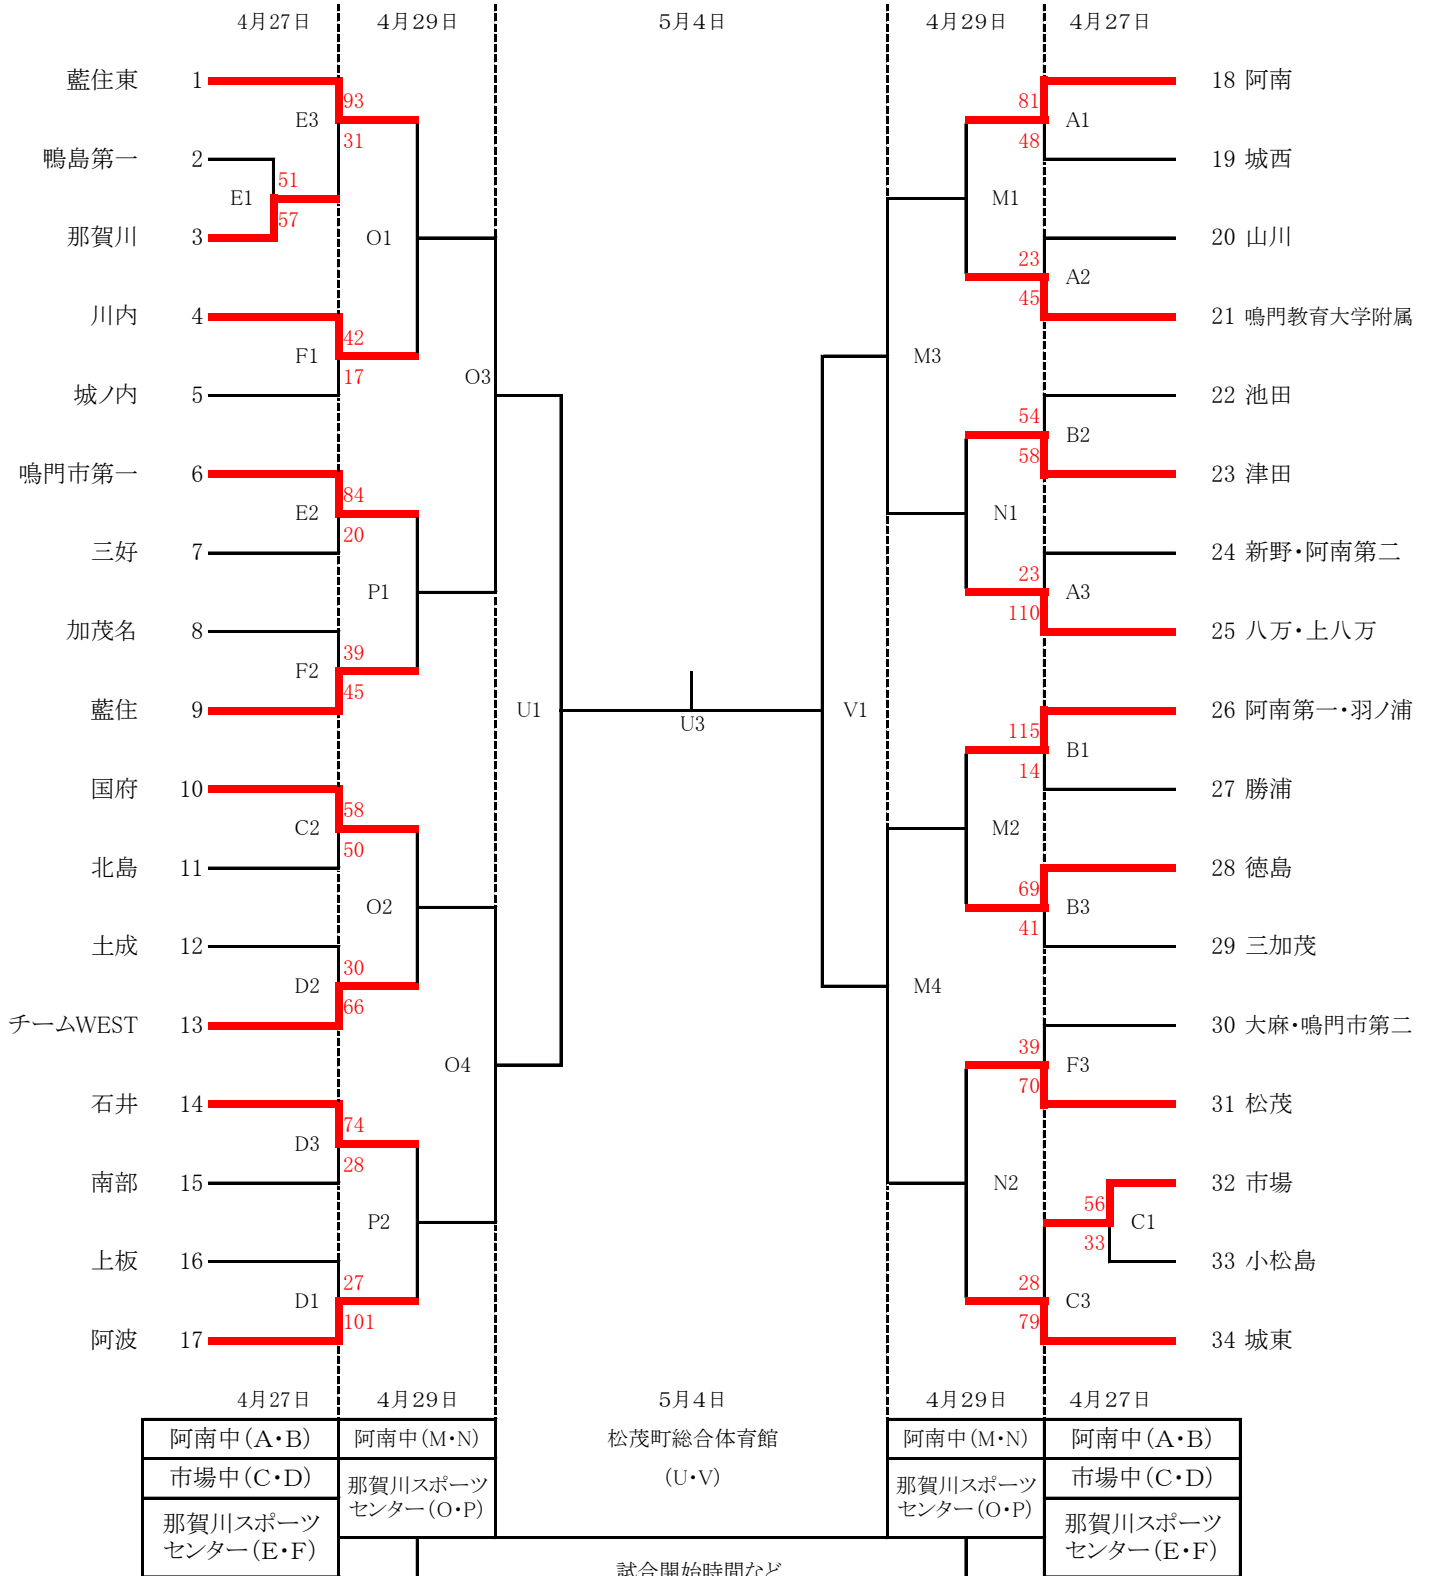 4月27日 4月29日 5月4日 4月29日 4月27日
藍住東 1 18 阿南
93 81
E3 A1
31 48
鴨島第一 2 19 城西
51
E1 M1
57
那賀川 3 O1 20 山川
23
A2
45
川内 4 21 鳴門教育大学附属
42
F1 M3
17 O3
城ノ内 5 22 池田
54
B2
58
鳴門市第一 6 23 津田
84
E2 N1
20
三好 7 24 新野・阿南第二
23
P1 A3
110
加茂名 8 25 八万・上八万
39
F2
45
藍住 9 U1 U3 V1 26 阿南第一・羽ノ浦
115
B1
14
国府 10 27 勝浦
58
C2 M2
50
北島 11 28 徳島
69
O2 B3
41
土成 12 29 三加茂
30
D2 M4
66
チームWEST 13 30 大麻・鳴門市第二
39
O4 F3
70
石井 14 31 松茂
74
D3
28
南部 15 N2 32 市場
56
P2 C1
33
上板 16 33 小松島
27 28
D1 C3
101 79
阿波 17 34 城東
4月27日 4月29日 5月4日 4月29日 4月27日
阿南中(A・B) 阿南中(M・N) 松茂町総合体育館 阿南中(M・N) 阿南中(A・B)
市場中(C・D) 那賀川スポーツ (U・V) 那賀川スポーツ 市場中(C・D)
センター(O・P) センター(O・P)
那賀川スポーツ 那賀川スポーツ
センター(E・F) センター(E・F)
試合開始時間など